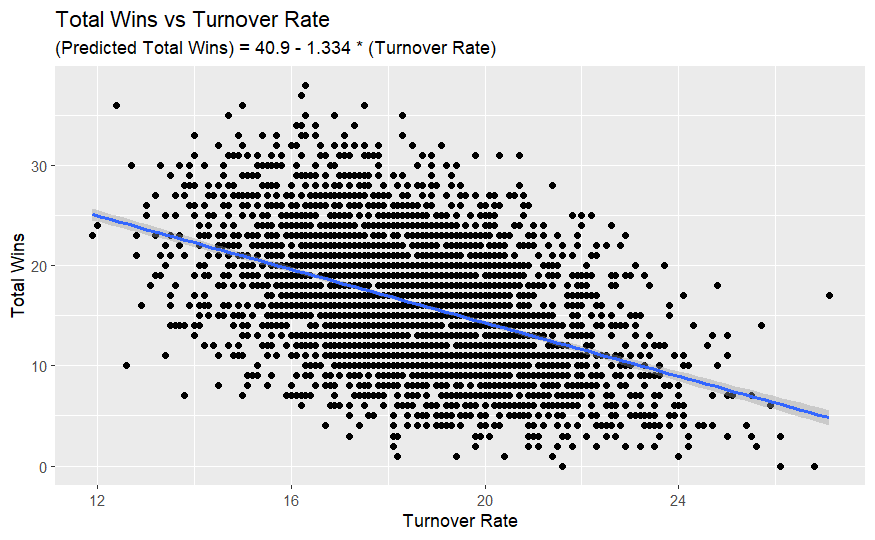 Total Wins vs Turnover Rate
(Predicted Total Wins) = 40.9 - 1.334 * (Turnover Rate)
Total Wins
30
20
10
0
12 16 20 24
Turnover Rate